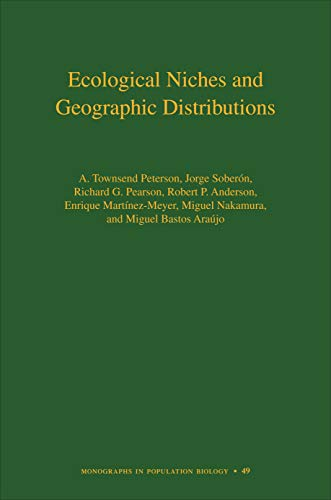 Ecological Niches and
Geographic Distributions
A. Townsend Peterson, Jorge Soberón,
Richard G. Pearson, Robert P. Anderson,
Enrique Martínez-Meyer, Miguel Nakamura,
and Miguel Bastos Araújo
MONOGRAPHS IN POPULATION BIOLOGY • 49